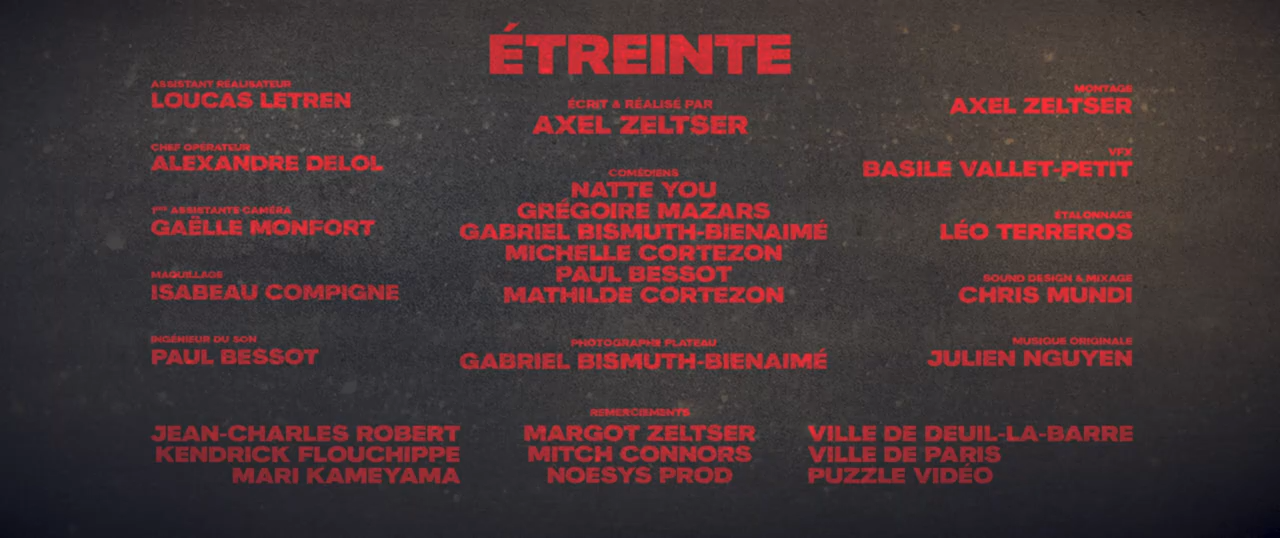 ÉTREINTE
ASSISTANT RÉALISATEUR
LOUCAS LETREN
CHEF OPÉRATEUR
ALEXANDRE DELOL
1ÈRE ASSISTANTE CAMÉRA
GAËLLE MONFORT
MAQUILLAGE
ISABEAU COMPIGNE
INGÉNIEUR DU SON
PAUL BESSOT
ÉCRIT & RÉALISÉ PAR
AXEL ZELTSER
COMÉDIENS
NATTE YOU
GRÉGOIRE MAZARS
GABRIEL BISMUTH-BIENAIMÉ
MICHELLE CORTEZON
PAUL BESSOT
MATHILDE CORTEZON
PHOTOGRAPHE PLATEAU
GABRIEL BISMUTH-BIENAIMÉ
MONTAGE
AXEL ZELTSER
VFX
BASILE VALLET-PETIT
ÉTALONNAGE
LÉO TERREROS
SOUND DESIGN & MIXAGE
CHRIS MUNDI
MUSIQUE ORIGINALE
JULIEN NGUYEN
REMERCIEMENTS
JEAN-CHARLES ROBERT
KENDRICK FLOUCHIPPE
MARI KAMEYAMA
MARGOT ZELTSER
MITCH CONNORS
NOESYS PROD
VILLE DE DEUIL-LA-BARRE
VILLE DE PARIS
PUZZLE VIDÉO